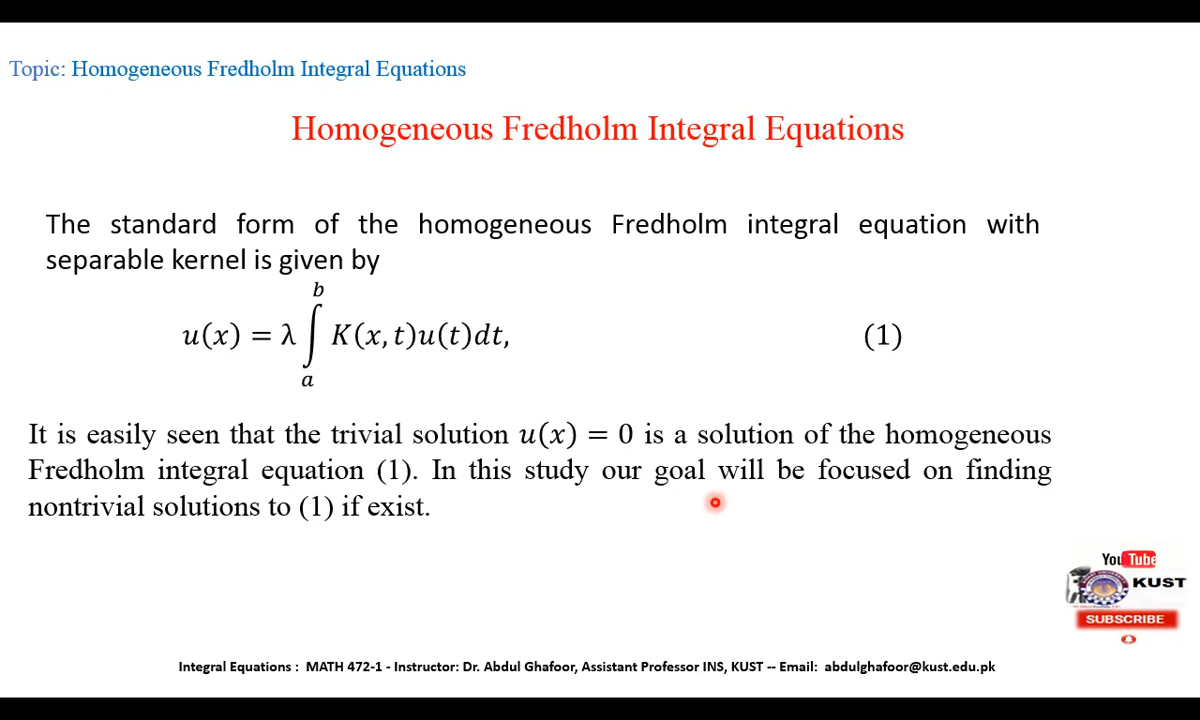 Topic: Homogeneous Fredholm Integral Equations
Homogeneous Fredholm Integral Equations
The standard form of the homogeneous Fredholm integral equation with
separable kernel is given by
b
u(x) = λ ∫ K(x, t)u(t)dt, (1)
a
It is easily seen that the trivial solution u(x) = 0 is a solution of the homogeneous
Fredholm integral equation (1). In this study our goal will be focused on finding
nontrivial solutions to (1) if exist.
You Tube
KUST
SUBSCRIBE
Integral Equations : MATH 472-1 - Instructor: Dr. Abdul Ghafoor, Assistant Professor INS, KUST -- Email: abdulghafoor@kust.edu.pk